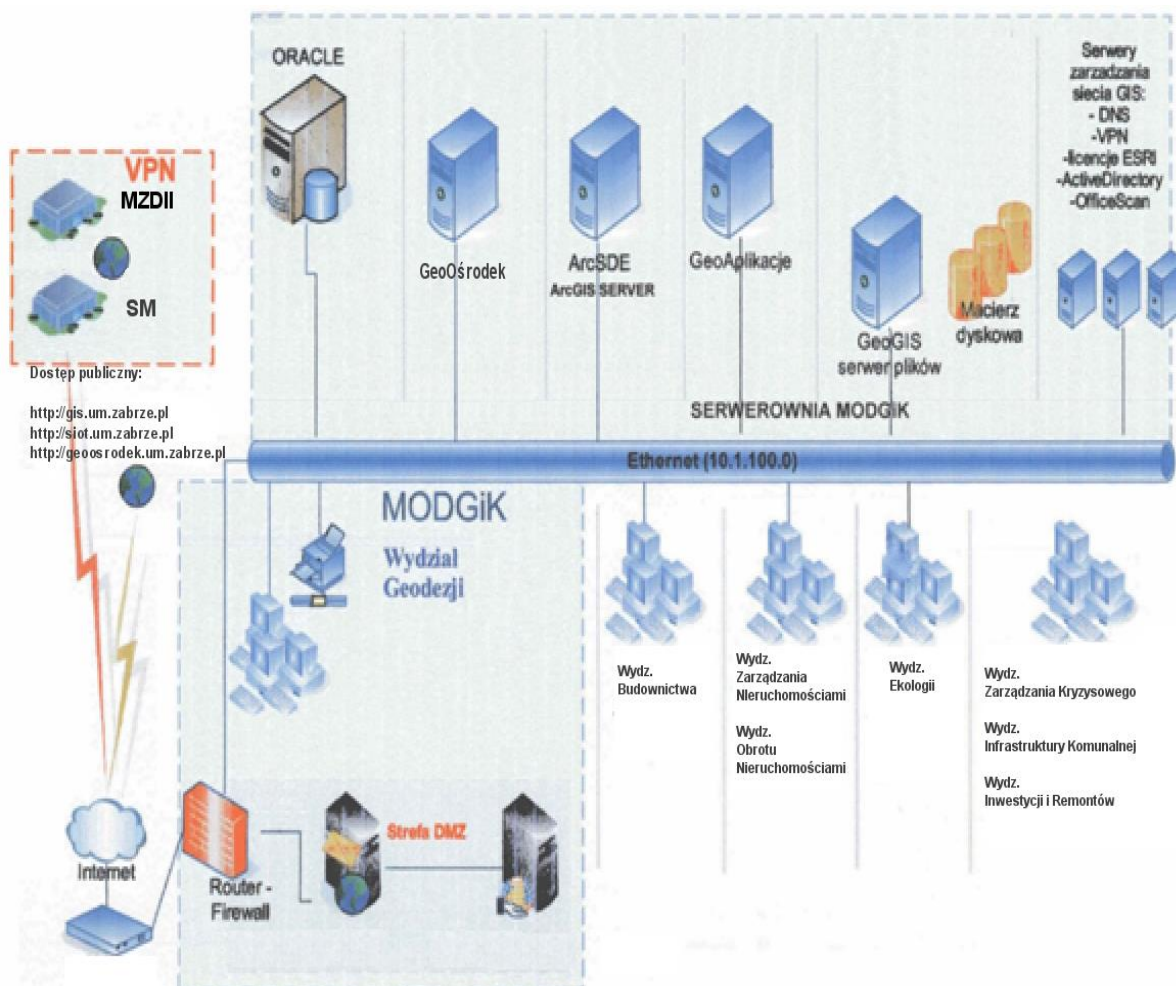 ORACLE
GeoOśrodek
ArcSDE
ArcGIS SERVER
GeoAplikacje
GeoGIS
serwer plików
Macierz
dyskowa
Serwery
zarzadzania
siecia GIS:
- DNS
-VPN
-licencje ESRI
-ActiveDirectory
-OfficeScan
SERWEROWNIA MODGiK
VPN
MZDII
SM
Dostęp publiczny:
http://gis.um.zabrze.pl
http://siot.um.zabrze.pl
http://geoosrodek.um.zabrze.pl
Ethernet (10.1.100.0)
MODGiK
Wydzial
Geodezji
Wydz.
Budownictwa
Wydz.
Zarządzania
NIeruchomościami
Wydz.
Obrotu
Nieruchomościami
Wydz.
Ekologii
Wydz.
Zarządzania Kryzysowego
Wydz.
Infrastruktury Komunalnej
Wydz.
Inwestycji i Remontów
Internet
Router -
Firewall
Strefa DMZ